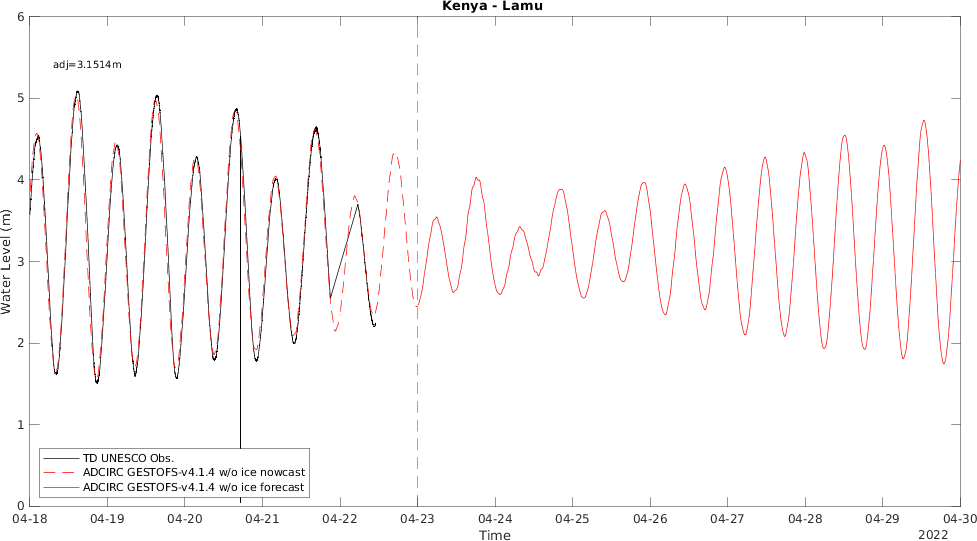 Kenya - Lamu
6
adj=3.1514m
5
4
3
2
1
0
Water Level (m)
TD UNESCO Obs.
ADCIRC GESTOFS-v4.1.4 w/o ice nowcast
ADCIRC GESTOFS-v4.1.4 w/o ice forecast
04-18 04-19 04-20 04-21 04-22 04-23 04-24 04-25 04-26 04-27 04-28 04-29 04-30
Time
2022